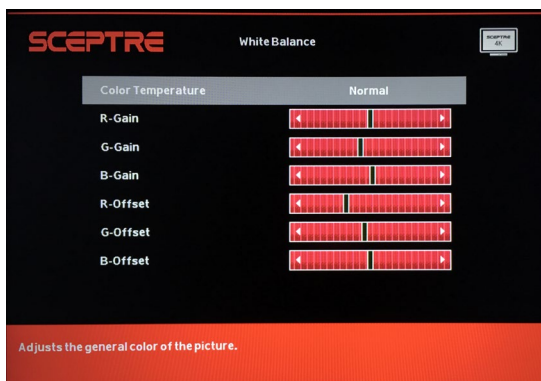 SCEPTRE
White Balance
SCEPTRE
4K
Color Temperature Normal
R-Gain
G-Gain
B-Gain
R-Offset
G-Offset
B-Offset
Adjusts the general color of the picture.